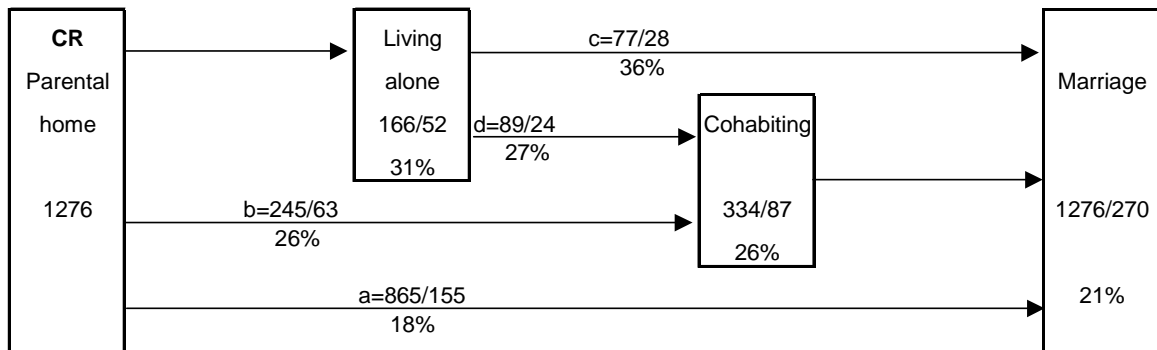 CR
Parental
home
1276
Living
alone
166/52
31%
c=77/28
36%
d=89/24
27%
b=245/63
26%
a=865/155
18%
Cohabiting
334/87
26%
Marriage
1276/270
21%